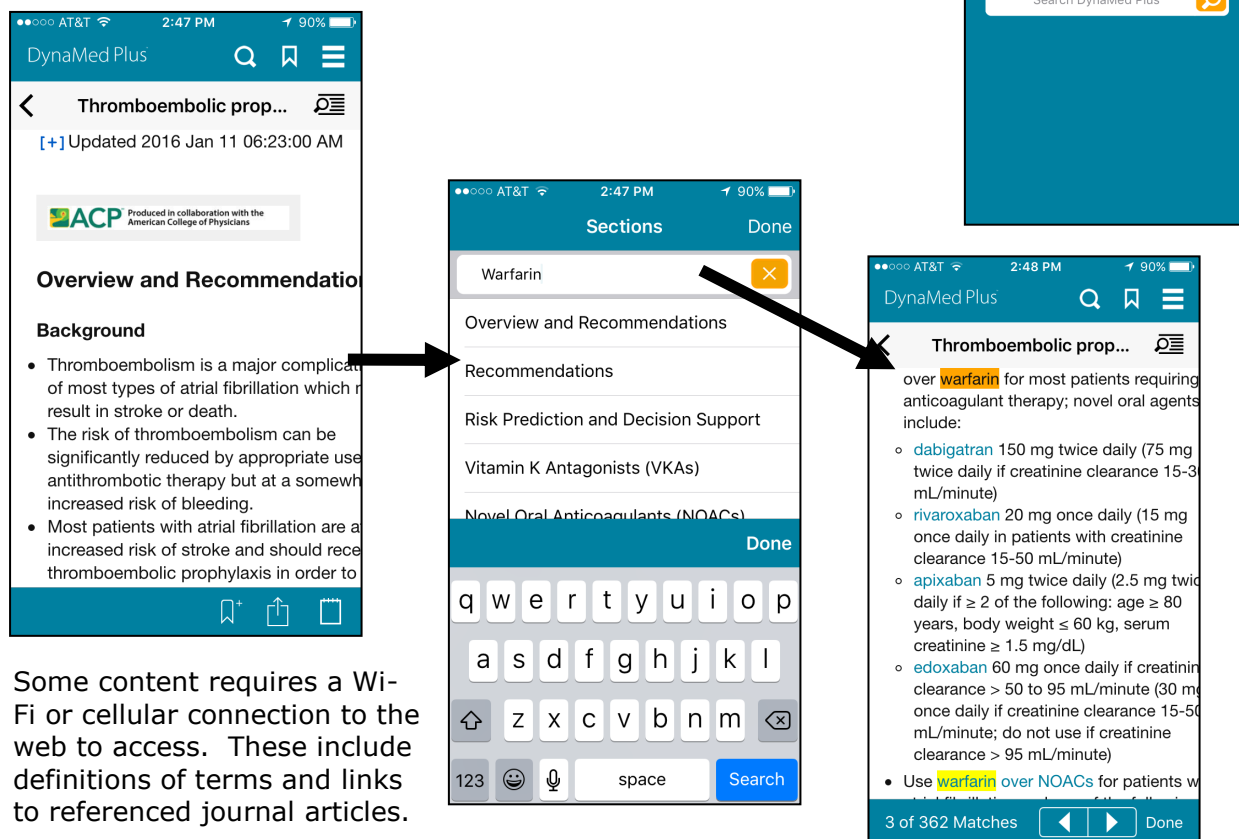 ●●○○○ AT&T 2:47 PM 90%
DynaMed Plus
Thromboembolic prop...
[+] Updated 2016 Jan 11 06:23:00 AM
ACP Produced in collaboration with the
American College of Physicians
Overview and Recommendation
Background
• Thromboembolism is a major complicat
of most types of atrial fibrillation which
result in stroke or death.
• The risk of thromboembolism can be
significantly reduced by appropriate use
antithrombotic therapy but at a somewh
increased risk of bleeding.
• Most patients with atrial fibrillation are a
increased risk of stroke and should rece
thromboembolic prophylaxis in order to
Some content requires a Wi-
Fi or cellular connection to the
web to access. These include
definitions of terms and links
to referenced journal articles.
●●○○○ AT&T 2:47 PM 90%
Sections Done
Warfarin
Overview and Recommendations
Recommendations
Risk Prediction and Decision Support
Vitamin K Antagonists (VKAs)
Novel Oral Anticoagulants (NOACs)
Done
q w e r t y u i o p
a s d f g h j k l
z x c v b n m
123 space Search
Search DynaMed Plus
●●○○○ AT&T 2:48 PM 90%
DynaMed Plus
Thromboembolic prop...
over warfarin for most patients requiring
anticoagulant therapy; novel oral agents
include:
○ dabigatran 150 mg twice daily (75 mg
twice daily if creatinine clearance 15-3
mL/minute)
○ rivaroxaban 20 mg once daily (15 mg
once daily in patients with creatinine
clearance 15-50 mL/minute)
○ apixaban 5 mg twice daily (2.5 mg twic
daily if ≥ 2 of the following: age ≥ 80
years, body weight ≤ 60 kg, serum
creatinine ≥ 1.5 mg/dL)
○ edoxaban 60 mg once daily if creatinin
clearance > 50 to 95 mL/minute (30 mg
once daily if creatinine clearance 15-50
mL/minute; do not use if creatinine
clearance > 95 mL/minute)
• Use warfarin over NOACs for patients w
3 of 362 Matches Done